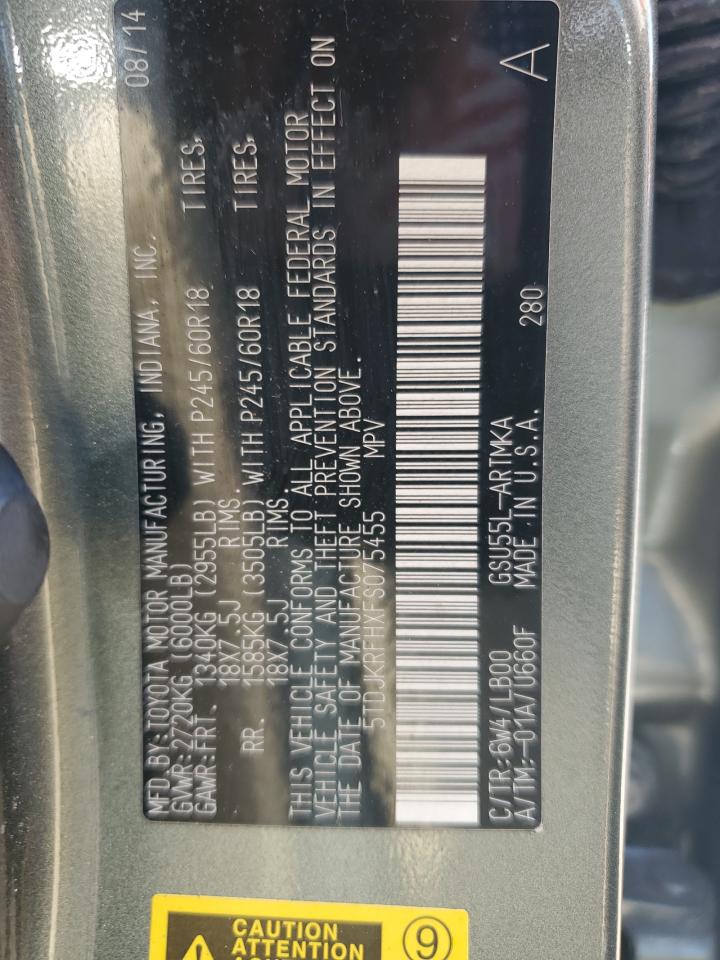 MFD. BY: TOYOTA MOTOR MANUFACTURING, INDIANA, INC. 08/14
GVWR: 2720KG (6000LB)
GAWR: FRT. 1340KG (2955LB) WITH P245/60R18 TIRES,
18X7.5J RIMS.
RR. 1585KG (3505LB) WITH P245/60R18 TIRES,
18X7.5J RIMS.
THIS VEHICLE CONFORMS TO ALL APPLICABLE FEDERAL MOTOR
VEHICLE SAFETY AND THEFT PREVENTION STANDARDS IN EFFECT ON
THE DATE OF MANUFACTURE SHOWN ABOVE.
5TDJKRFHXFS075455 MPV
C/TR: 6W4/LB00 GSU55L-ARTMKA 280 A
A/TM: -01A/U660F MADE IN U.S.A.
CAUTION
ATTENTION
9